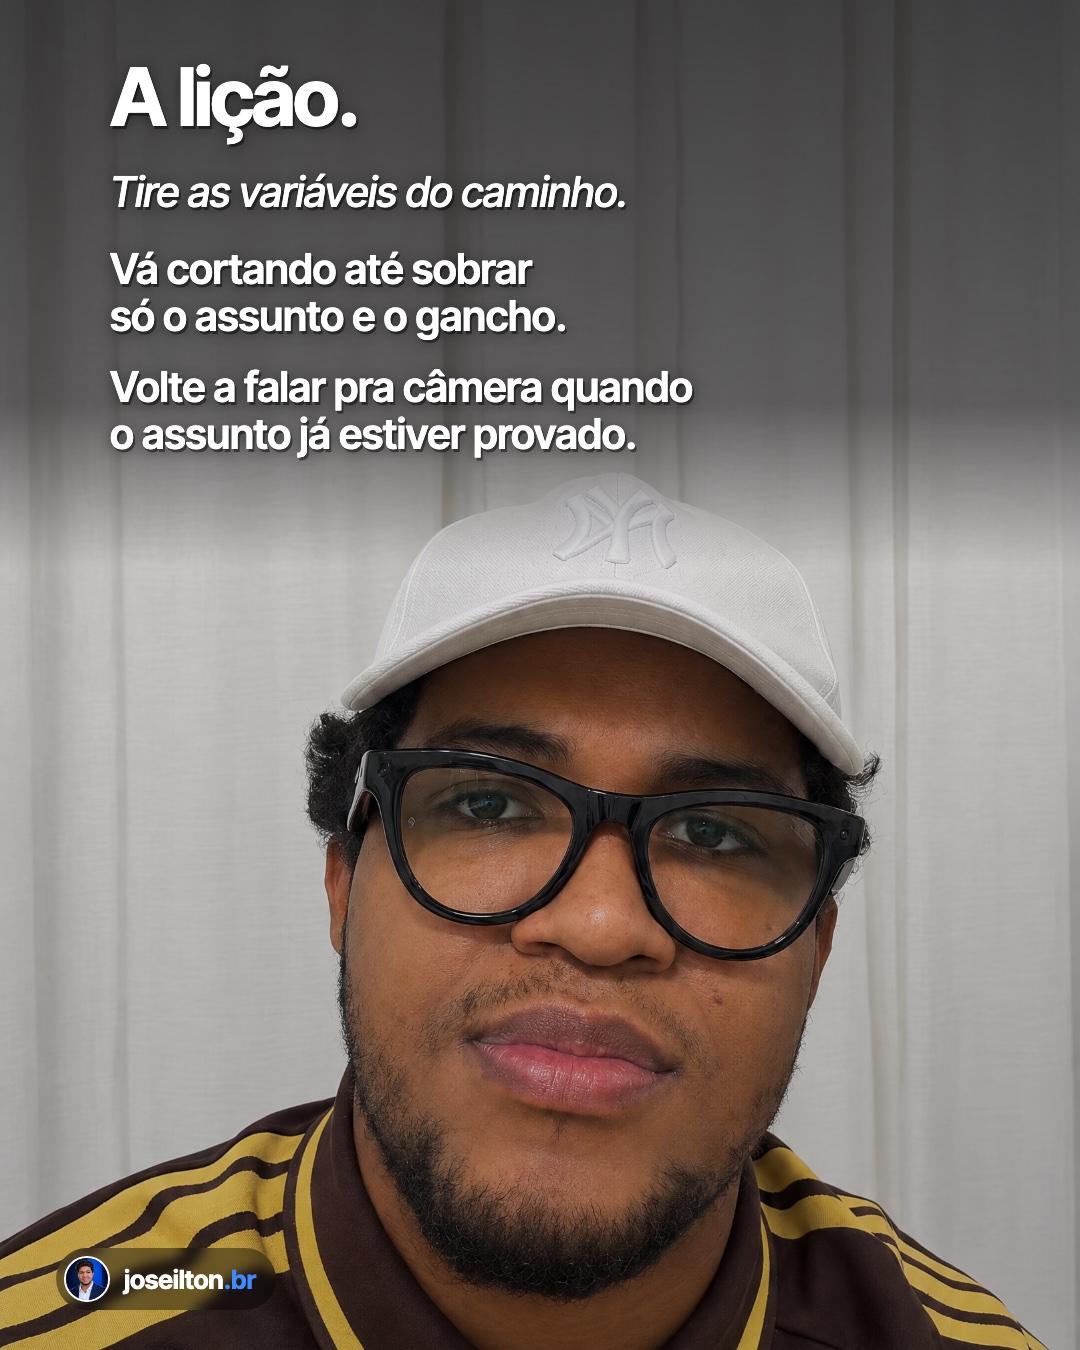 A lição.
Tire as variáveis do caminho.
Vá cortando até sobrar
só o assunto e o gancho.
Volte a falar pra câmera quando
o assunto já estiver provado.
NY
joseilton.br